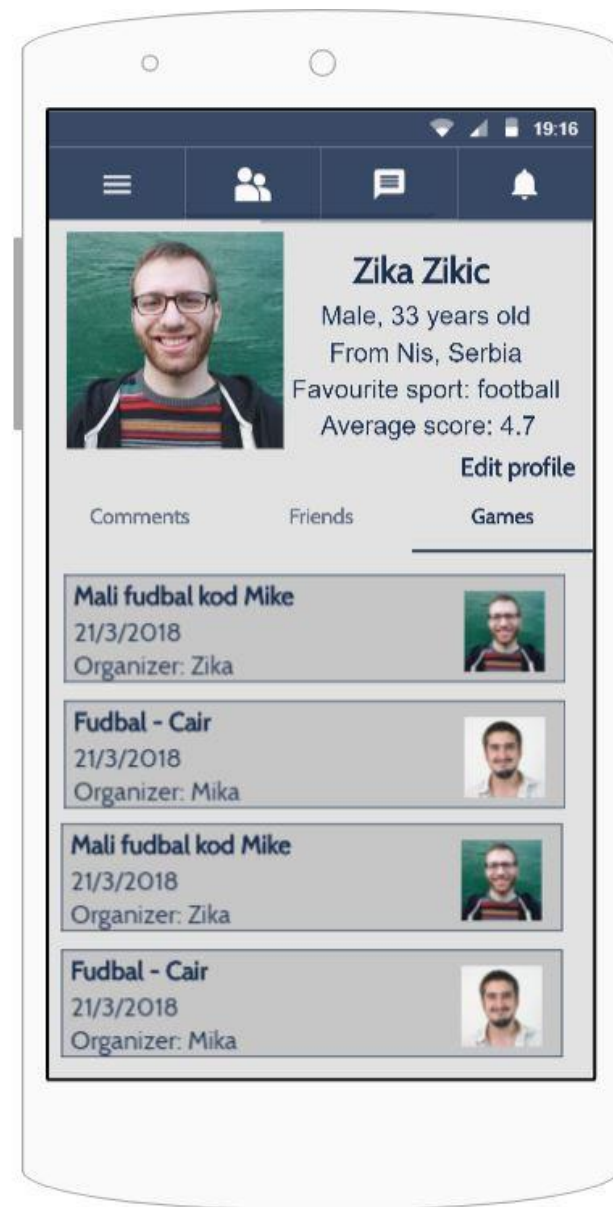 19:16
Zika Zikic
Male, 33 years old
From Nis, Serbia
Favourite sport: football
Average score: 4.7
Edit profile
Comments Friends Games
Mali fudbal kod Mike
21/3/2018
Organizer: Zika
Fudbal - Cair
21/3/2018
Organizer: Mika
Mali fudbal kod Mike
21/3/2018
Organizer: Zika
Fudbal - Cair
21/3/2018
Organizer: Mika